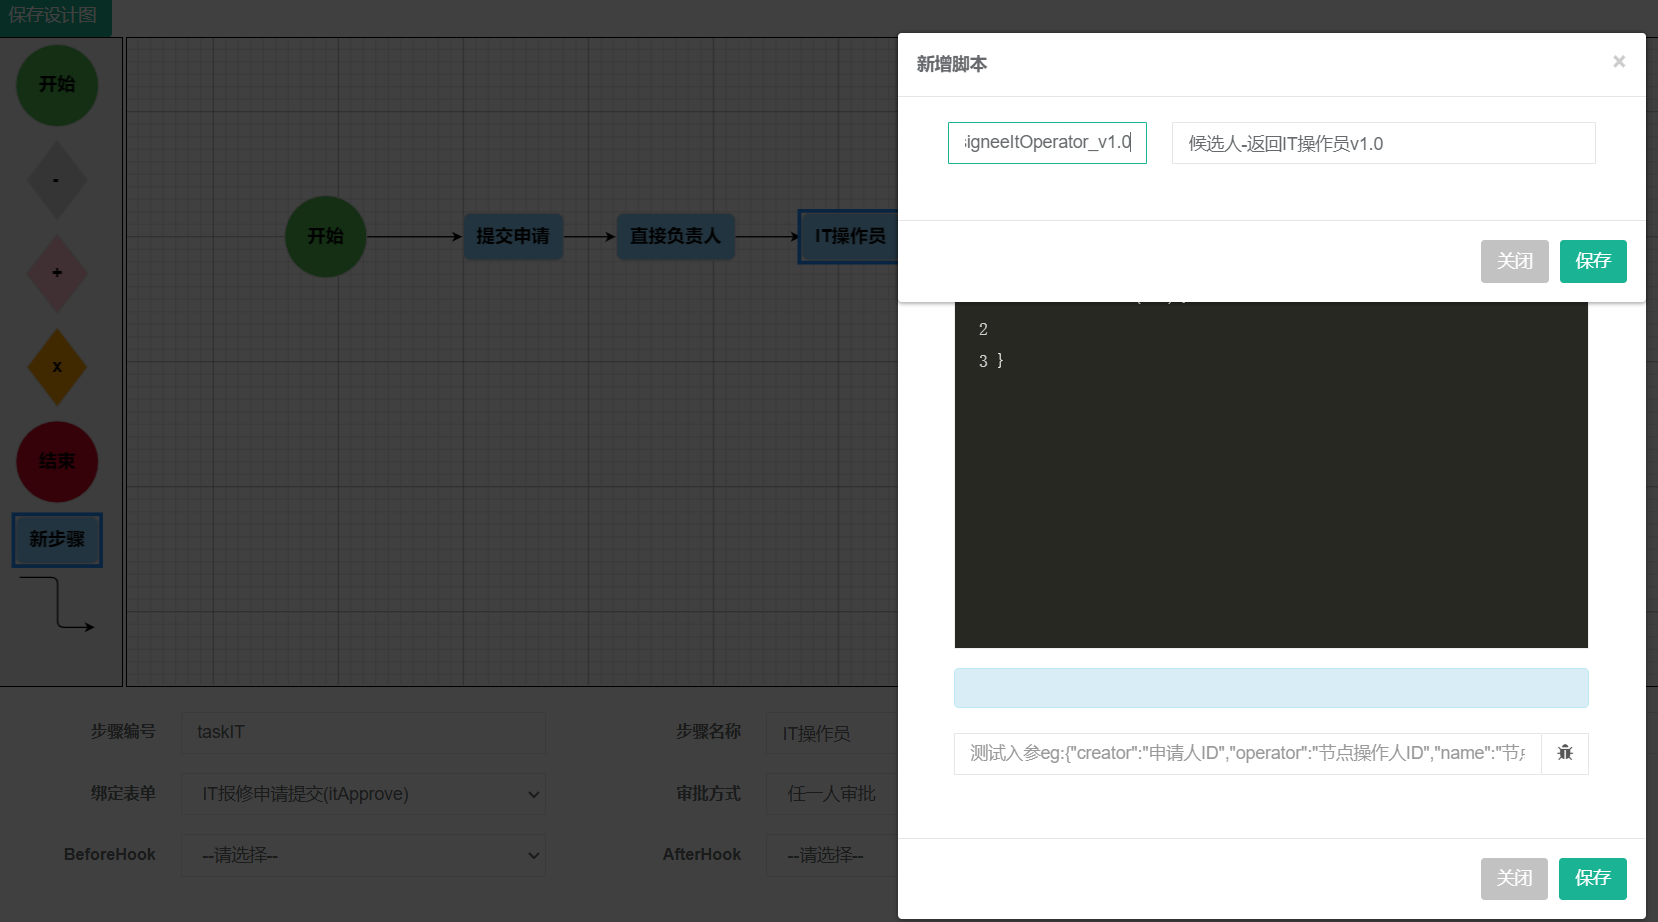 保存设计图
开始
-
+
x
结束
新步骤
开始
提交申请
直接负责人
IT操作员
步骤编号
taskIT
步骤名称
IT操作员
绑定表单
IT报修申请提交(itApprove)
审批方式
任一人审批
BeforeHook
--请选择--
AfterHook
--请选择--
新增脚本
×
igneeItOperator_v1.0
候选人-返回IT操作员v1.0
关闭
保存
2
3 }
测试入参eg:{"creator":"申请人ID","operator":"节点操作人ID","name":"节
关闭
保存